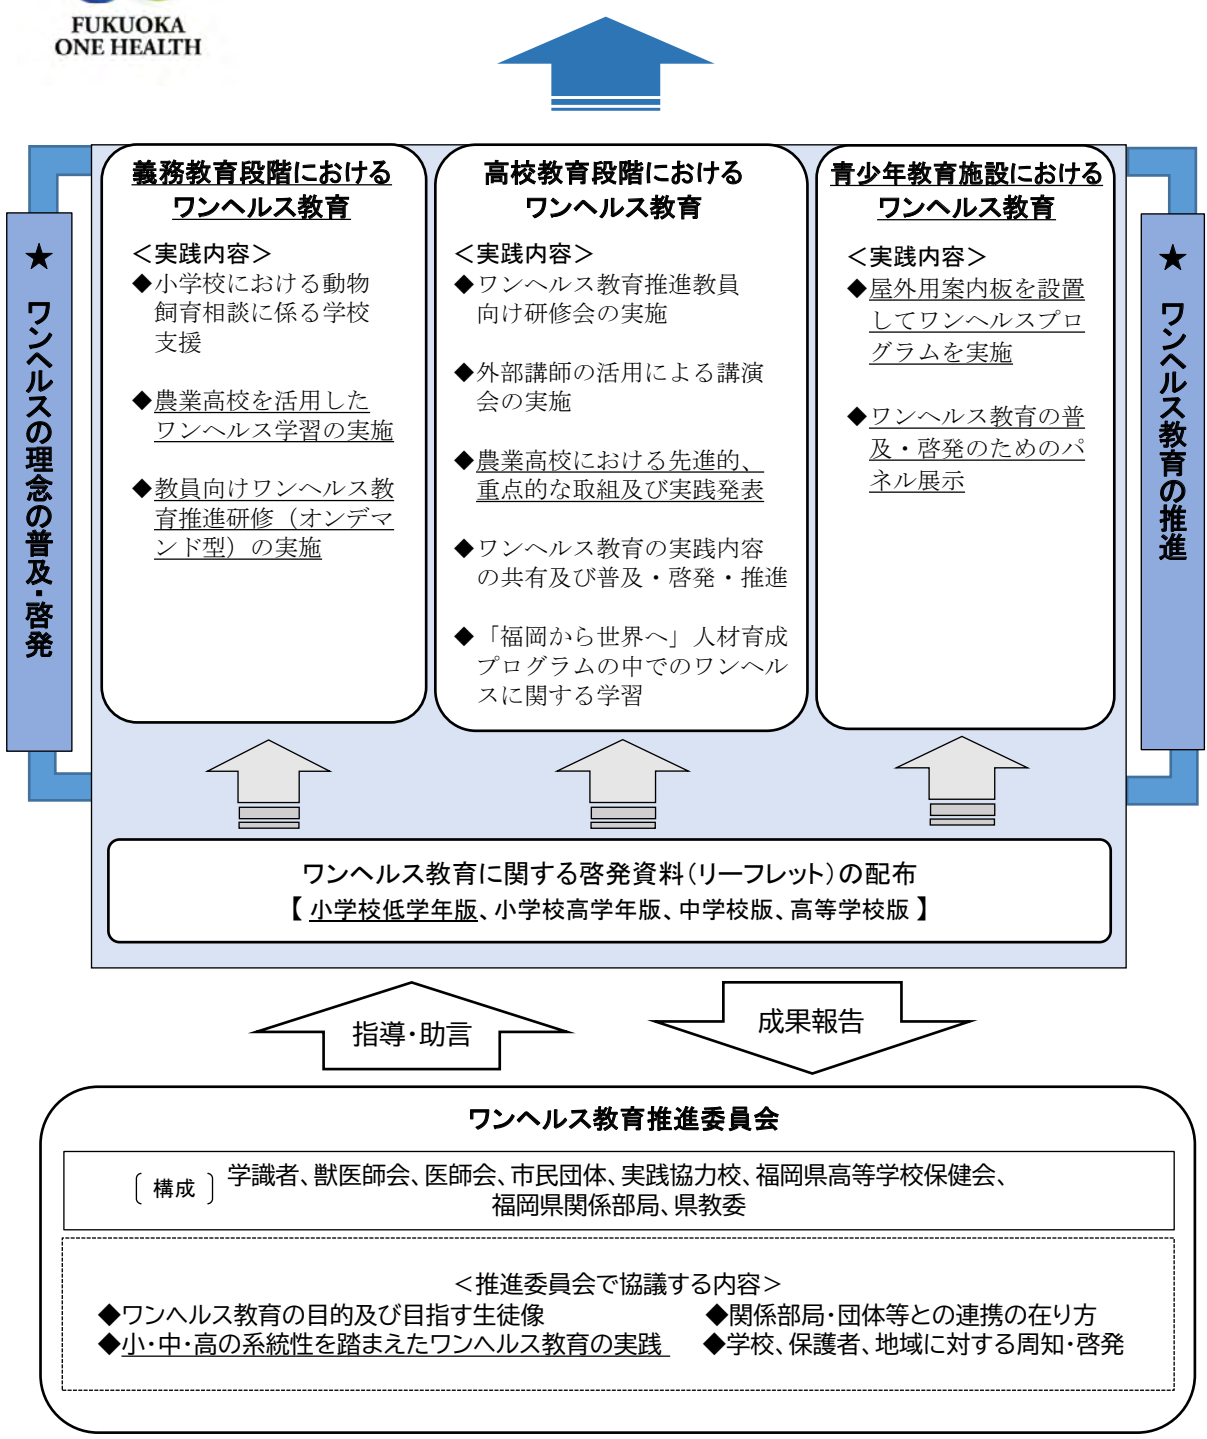 FUKUOKA
ONE HEALTH
★ ワンヘルスの理念の普及・啓発
義務教育段階における
ワンヘルス教育
＜実践内容＞
◆小学校における動物
飼育相談に係る学校
支援
◆農業高校を活用した
ワンヘルス学習の実施
◆教員向けワンヘルス教
育推進研修（オンデマ
ンド型）の実施
高校教育段階における
ワンヘルス教育
＜実践内容＞
◆ワンヘルス教育推進教員
向け研修会の実施
◆外部講師の活用による講演
会の実施
◆農業高校における先進的、
重点的な取組及び実践発表
◆ワンヘルス教育の実践内容
の共有及び普及・啓発・推進
◆「福岡から世界へ」人材育成
プログラムの中でのワンヘル
スに関する学習
青少年教育施設における
ワンヘルス教育
＜実践内容＞
◆屋外用案内板を設置
してワンヘルスプロ
グラムを実施
◆ワンヘルス教育の普
及・啓発のためのパ
ネル展示
★ ワンヘルス教育の推進
ワンヘルス教育に関する啓発資料（リーフレット）の配布
【 小学校低学年版、小学校高学年版、中学校版、高等学校版 】
指導・助言
成果報告
ワンヘルス教育推進委員会
〔 構成 〕 学識者、獣医師会、医師会、市民団体、実践協力校、福岡県高等学校保健会、
福岡県関係部局、県教委
＜推進委員会で協議する内容＞
◆ワンヘルス教育の目的及び目指す生徒像 ◆関係部局・団体等との連携の在り方
◆小・中・高の系統性を踏まえたワンヘルス教育の実践 ◆学校、保護者、地域に対する周知・啓発